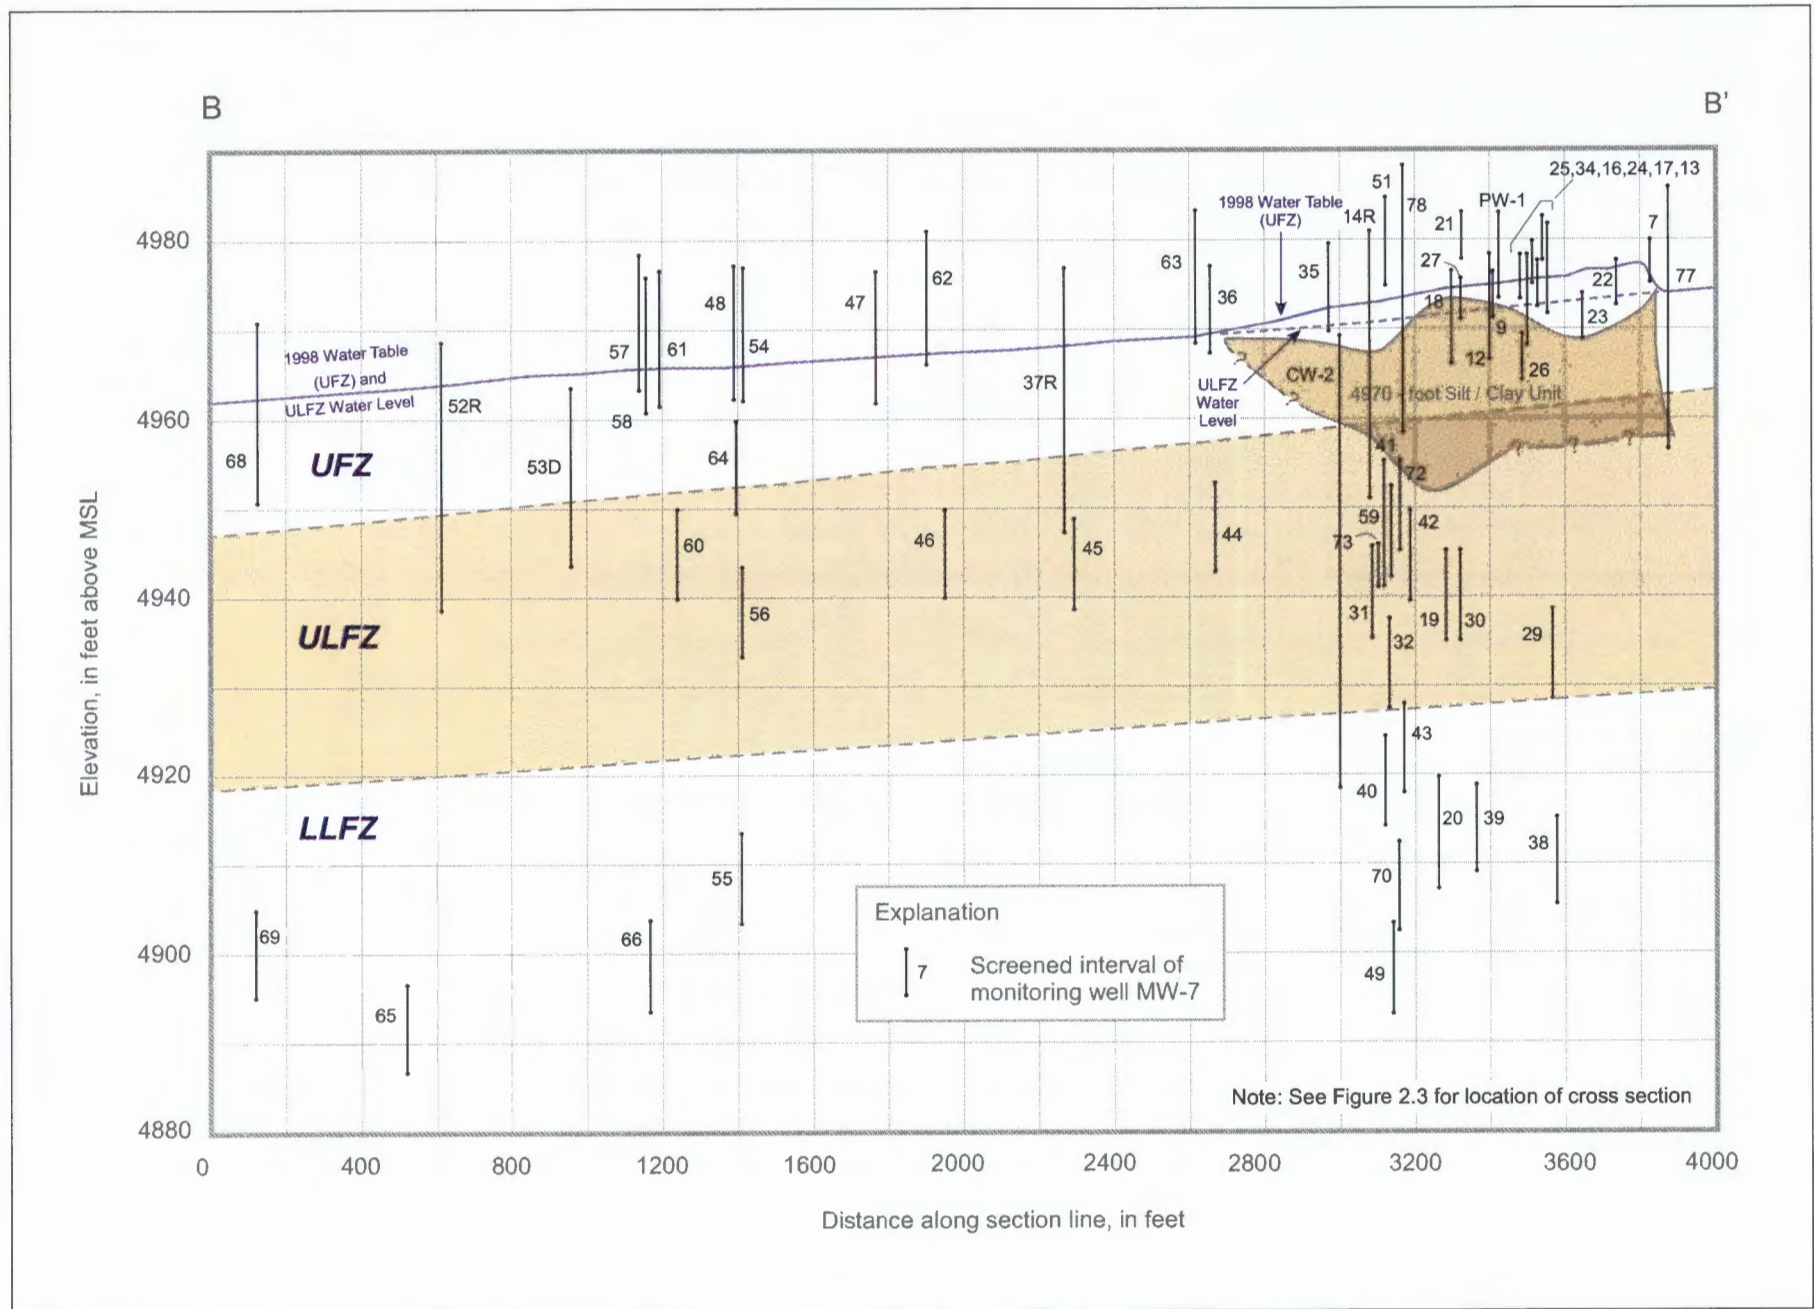 B
B'
25,34,16,24,17,13
51
78
1998 Water Table
(UFZ)
14R
21
PW-1
7
4980
63
36
35
27
22
77
62
48
47
18
23
57
61
54
9
1998 Water Table
(UFZ) and
ULFZ Water Level
37R
12
26
CW-2
4970 - foot Silt / Clay Unit
ULFZ
Water
Level
52R
58
4960
68
UFZ
53D
64
41
72
?
?
?
?
?
60
46
45
44
59
42
73
4940
ULFZ
56
31
32
19
30
29
Elevation, in feet above MSL
43
4920
LLFZ
40
20
39
38
55
70
69
66
4900
49
65
Explanation
7
Screened interval of
monitoring well MW-7
Note: See Figure 2.3 for location of cross section
4880
0
400
800
1200
1600
2000
2400
2800
3200
3600
4000
Distance along section line, in feet